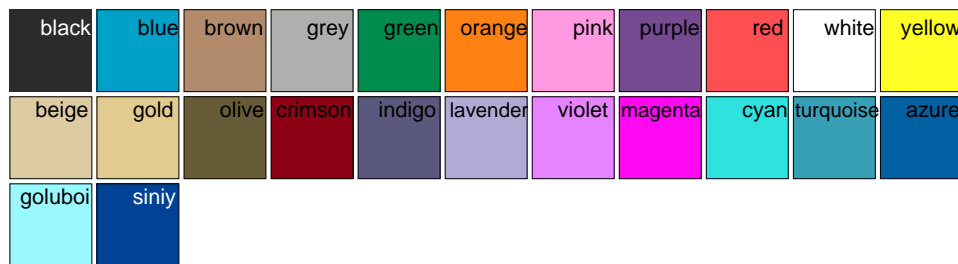 black blue brown grey green orange pink purple red white yellow
beige gold olive crimson indigo lavender violet magenta cyan turquoise azure
goluboi siniy